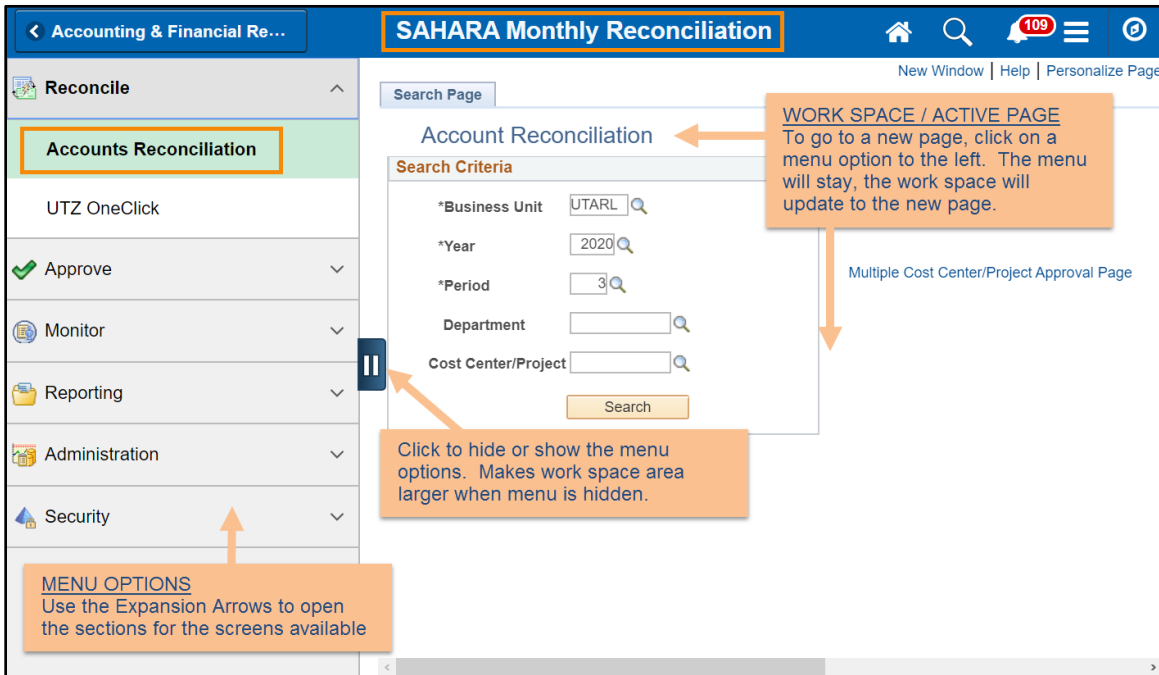 Accounting & Financial Re...
SAHARA Monthly Reconciliation
109
New Window | Help | Personalize Page
Reconcile
Accounts Reconciliation
UTZ OneClick
Approve
Monitor
Reporting
Administration
Security
MENU OPTIONS
Use the Expansion Arrows to open
the sections for the screens available
Search Page
Account Reconciliation
Search Criteria
*Business Unit UTARL
*Year 2020
*Period 3
Department
Cost Center/Project
Search
WORK SPACE / ACTIVE PAGE
To go to a new page, click on a
menu option to the left. The menu
will stay, the work space will
update to the new page.
Multiple Cost Center/Project Approval Page
Click to hide or show the menu
options. Makes work space area
larger when menu is hidden.